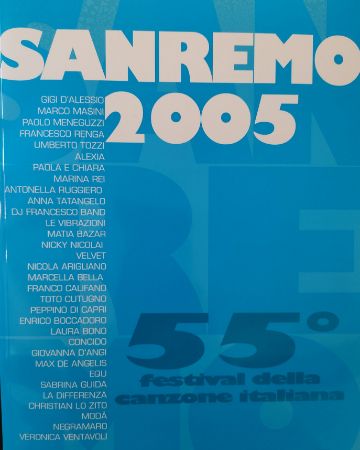 SANREMO
2005
GIGI D'ALESSIO
MARCO MASINI
PAOLO MENEGUZZI
FRANCESCO RENGA
UMBERTO TOZZI
ALEXIA
PAOLA E CHIARA
MARINA REI
ANTONELLA RUGGIERO
ANNA TATANGELO
DJ FRANCESCO BAND
LE VIBRAZIONI
MATIA BAZAR
NICKY NICOLAI
VELVET
NICOLA ARIGLIANO
MARCELLA BELLA
FRANCO CALIFANO
TOTO CUTUGNO
PEPPINO DI CAPRI
ENRICO BOCCADORO
LAURA BONO
CONCIDO
GIOVANNA D'ANGI
MAX DE ANGELIS
EQU
SABRINA GUIDA
LA DIFFERENZA
CHRISTIAN LO ZITO
MODÀ
NEGRAMARO
VERONICA VENTAVOLI
55°
festival della
canzone italiana